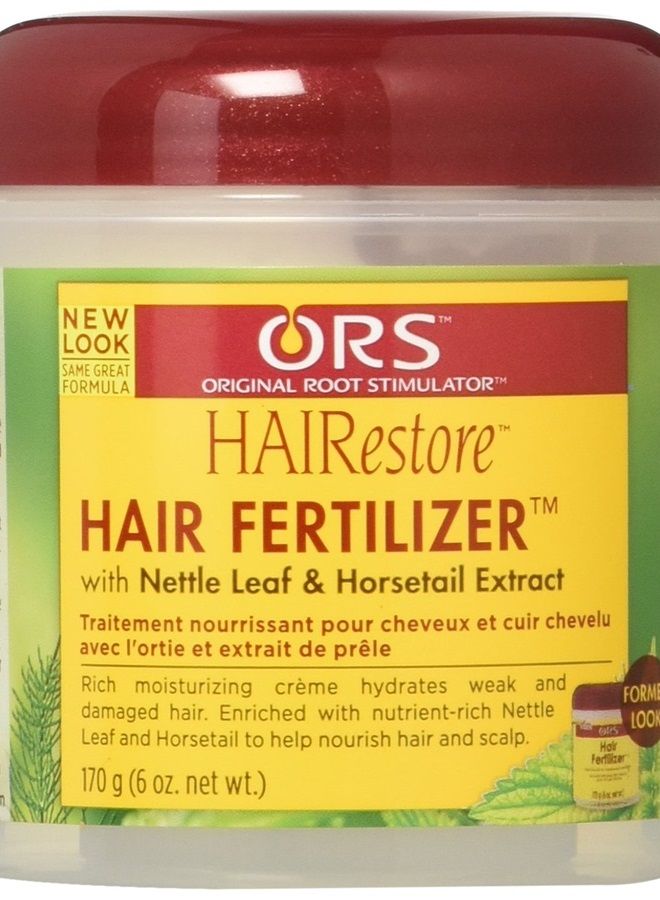 NEW
LOOK
SAME GREAT
FORMULA
ORS™
ORIGINAL ROOT STIMULATOR™
HAIRestore™
HAIR FERTILIZER™
with Nettle Leaf & Horsetail Extract
Traitement nourrissant pour cheveux et cuir chevelu
avec l'ortie et extrait de prêle
Rich moisturizing crème hydrates weak and
damaged hair. Enriched with nutrient-rich Nettle
Leaf and Horsetail to help nourish hair and scalp.
170 g (6 oz. net wt.)
FORME
LOOK
ORS
Hair
Fertilizer